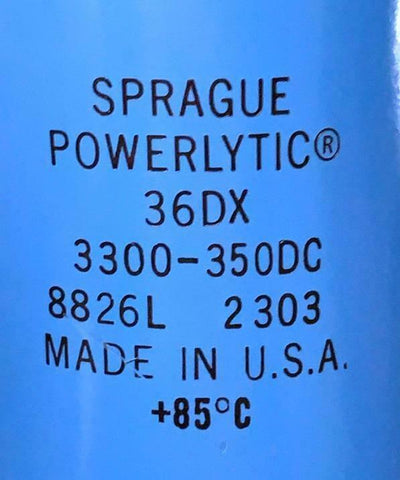 SPRAGUE
POWERLYTIC®
36DX
3300-350DC
8826L 2303
MADE IN U.S.A.
+85°C